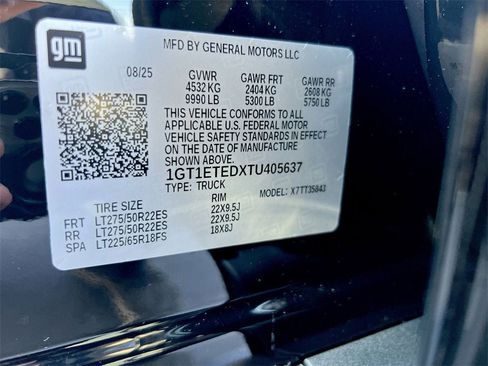 gm
MFD BY GENERAL MOTORS LLC
08/25 GVWR GAWR FRT GAWR RR
4532 KG 2404 KG 2608 KG
9990 LB 5300 LB 5750 LB
THIS VEHICLE CONFORMS TO ALL
APPLICABLE U.S. FEDERAL MOTOR
VEHICLE SAFETY STANDARDS IN EFFECT
ON THE DATE OF MANUFACTURE
SHOWN ABOVE.
1GT1ETEDXTU405637
TYPE: TRUCK MODEL: X7TT35843
TIRE SIZE RIM
FRT LT275/50R22ES 22X9.5J
RR LT275/50R22ES 22X9.5J
SPA LT225/65R18FS 18X8J